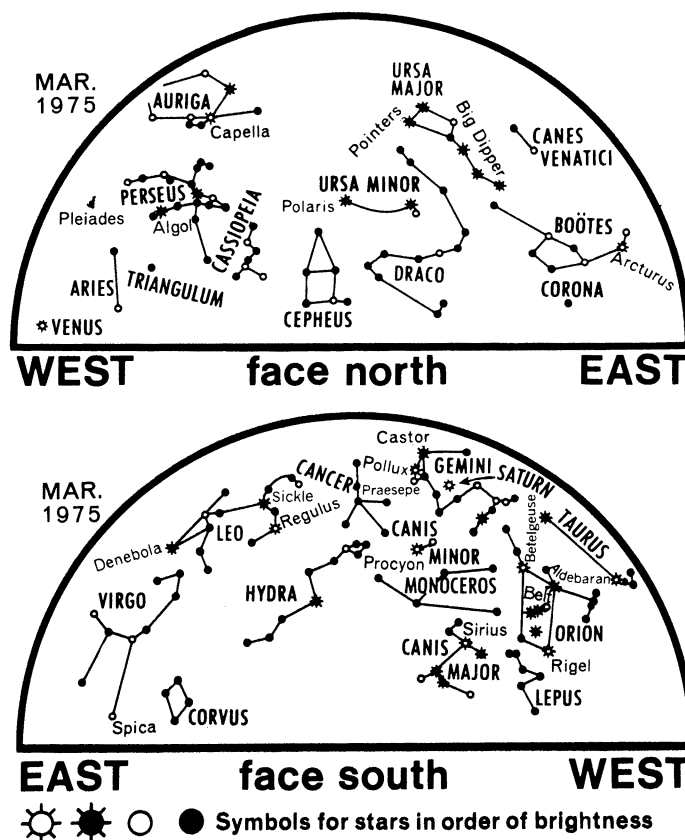 MAR.
1975
AURIGA
Capella
URSA
MAJOR
Pointers
Big Dipper
CANES
VENATICI
PERSEUS
Pleiades
Algol
CASSIOPEIA
URSA MINOR
Polaris
BOÖTES
Arcturus
ARIES
TRIANGULUM
DRACO
CORONA
CEPHEUS
VENUS
WEST face north EAST
MAR.
1975
Castor
Pollux
GEMINI
SATURN
CANCER
Praesepe
Sickle
Regulus
LEO
Denebola
CANIS
MINOR
Procyon
Betelgeuse
TAURUS
Aldebaran
VIRGO
HYDRA
MONOCEROS
Belt
ORION
Sirius
CANIS
MAJOR
Rigel
LEPUS
Spica
CORVUS
EAST face south WEST
Symbols for stars in order of brightness